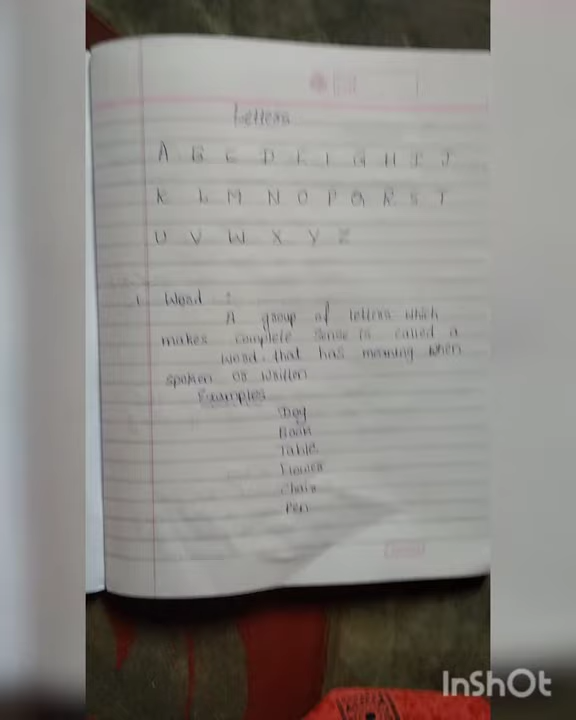 Letters
A B C D E F G H I J
K L M N O P Q R S T
U V W X Y Z
1 Word :
A group of letters which
makes complete sense is called a
word. that has meaning when
spoken or written
Examples
Book
Table
Flower
Chair
Pen
InShOt